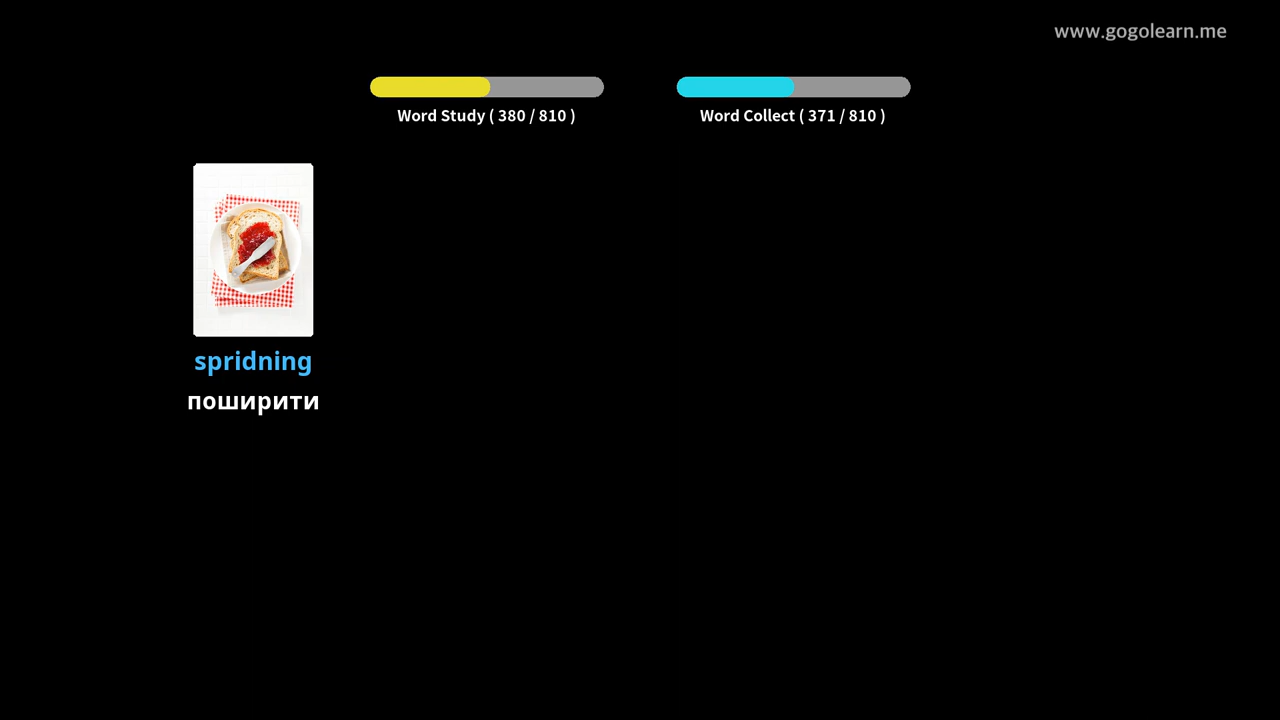 www.gogolearn.me
Word Study ( 380 / 810 )
Word Collect ( 371 / 810 )
spridning
поширити